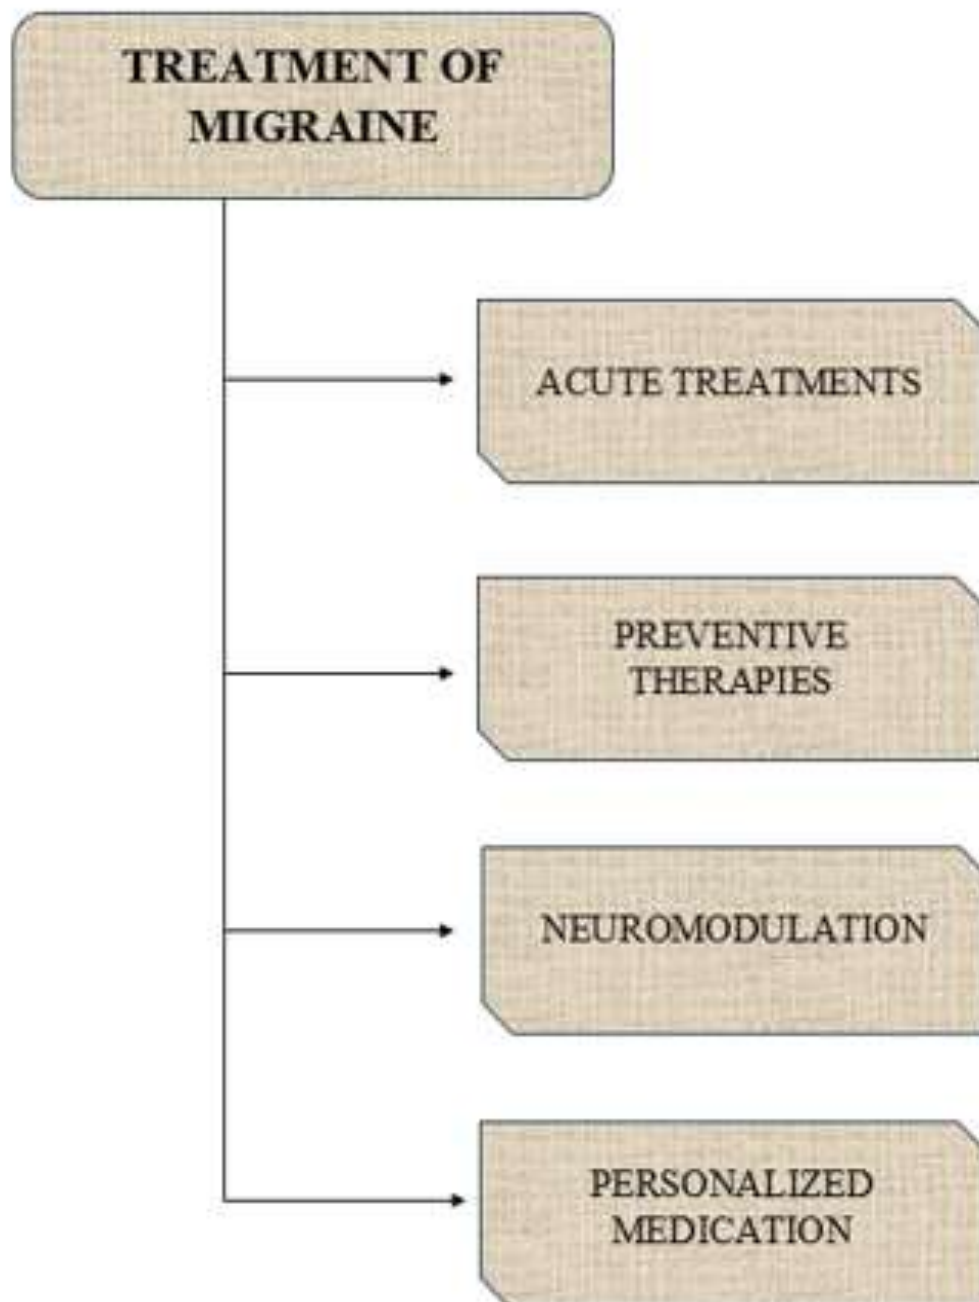 TREATMENT OF
MIGRAINE
ACUTE TREATMENTS
PREVENTIVE
THERAPIES
NEUROMODULATION
PERSONALIZED
MEDICATION